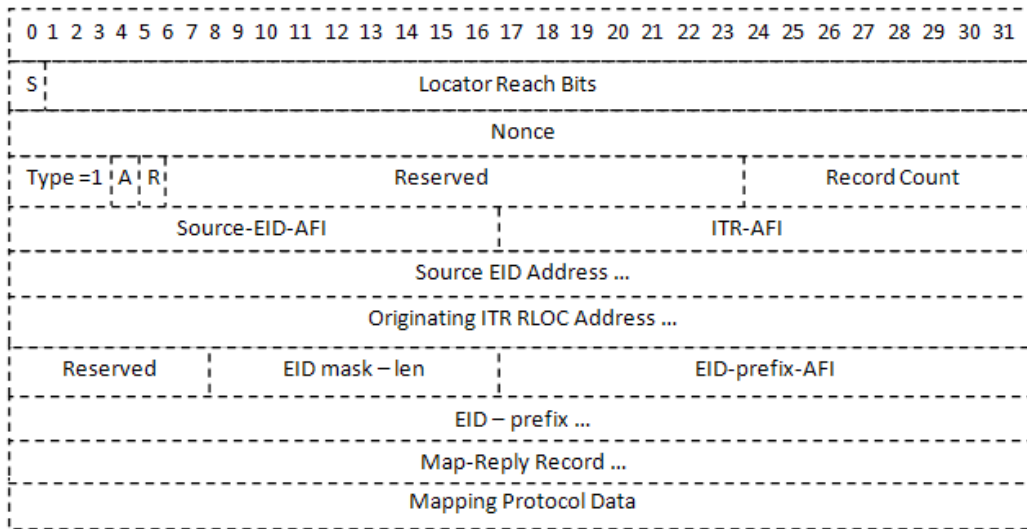 0 1 2 3 4 5 6 7 8 9 10 11 12 13 14 15 16 17 18 19 20 21 22 23 24 25 26 27 28 29 30 31
S Locator Reach Bits
Nonce
Type =1 A R Reserved Record Count
Source-EID-AFI ITR-AFI
Source EID Address ...
Originating ITR RLOC Address ...
Reserved EID mask – len EID-prefix-AFI
EID – prefix ...
Map-Reply Record ...
Mapping Protocol Data